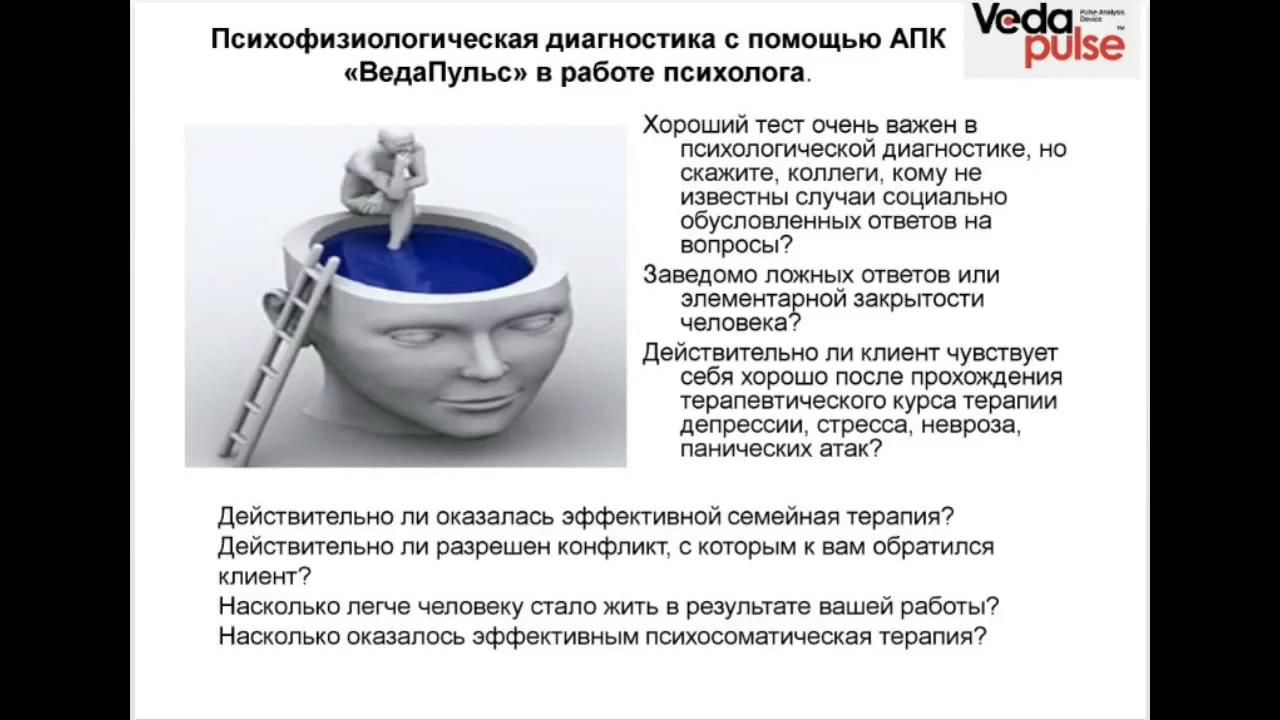 Психофизиологическая диагностика с помощью АПК
«ВедаПульс» в работе психолога.
Veda
Pulse Analysis
Device
pulse™
Хороший тест очень важен в
психологической диагностике, но
скажите, коллеги, кому не
известны случаи социально
обусловленных ответов на
вопросы?
Заведомо ложных ответов или
элементарной закрытости
человека?
Действительно ли клиент чувствует
себя хорошо после прохождения
терапевтического курса терапии
депрессии, стресса, невроза,
панических атак?
Действительно ли оказалась эффективной семейная терапия?
Действительно ли разрешен конфликт, с которым к вам обратился
клиент?
Насколько легче человеку стало жить в результате вашей работы?
Насколько оказалось эффективным психосоматическая терапия?